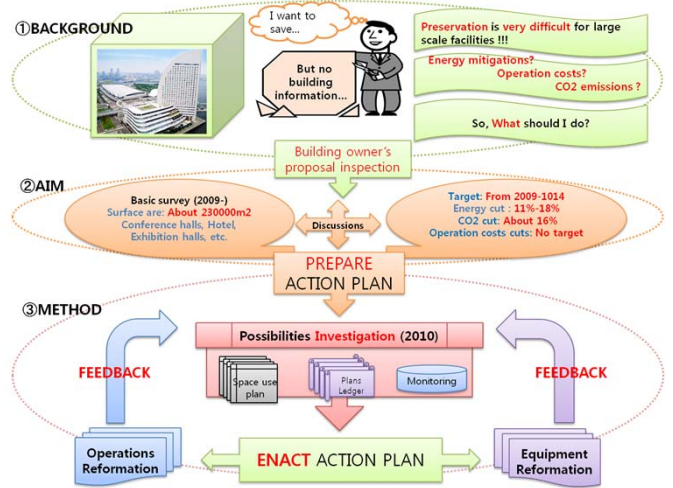 ①BACKGROUND
I want to
save...
But no
building
information...
Preservation is very difficult for large
scale facilities !!!
Energy mitigations?
Operation costs?
CO2 emissions ?
So, What should I do?
Building owner's
proposal inspection
②AIM
Basic survey (2009-)
Surface are: About 230000m2
Conference halls, Hotel,
Exhibition halls, etc.
Discussions
Target: From 2009-1014
Energy cut : 11%-18%
CO2 cut: About 16%
Operation costs cuts: No target
PREPARE
ACTION PLAN
③METHOD
Possibilities Investigation (2010)
Space use
plan
Plans
Ledger
Monitoring
FEEDBACK
FEEDBACK
Operations
Reformation
ENACT ACTION PLAN
Equipment
Reformation